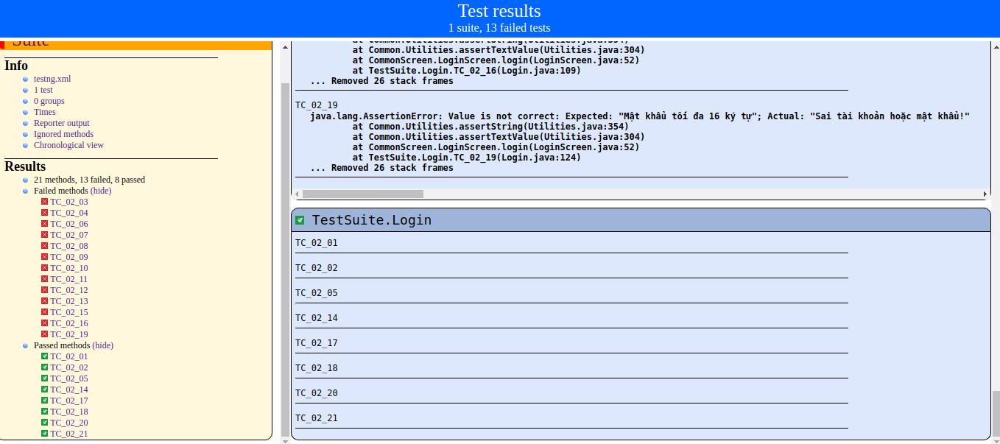 Test results
1 suite, 13 failed tests
Suite
Info
testng.xml
1 test
0 groups
Times
Reporter output
Ignored methods
Chronological view
Results
21 methods, 13 failed, 8 passed
Failed methods (hide)
TC_02_03
TC_02_04
TC_02_06
TC_02_07
TC_02_08
TC_02_09
TC_02_10
TC_02_11
TC_02_12
TC_02_13
TC_02_15
TC_02_16
TC_02_19
Passed methods (hide)
TC_02_01
TC_02_02
TC_02_05
TC_02_14
TC_02_17
TC_02_18
TC_02_20
TC_02_21
at Common.Utilities.assertString(Utilities.java:354)
at Common.Utilities.assertTextValue(Utilities.java:304)
at CommonScreen.LoginScreen.login(LoginScreen.java:52)
at TestSuite.Login.TC_02_16(Login.java:109)
... Removed 26 stack frames
TC_02_19
java.lang.AssertionError: Value is not correct: Expected: "Mật khẩu tối đa 16 ký tự"; Actual: "Sai tài khoản hoặc mật khẩu!"
at Common.Utilities.assertString(Utilities.java:354)
at Common.Utilities.assertTextValue(Utilities.java:304)
at CommonScreen.LoginScreen.login(LoginScreen.java:52)
at TestSuite.Login.TC_02_19(Login.java:124)
... Removed 26 stack frames
TestSuite.Login
TC_02_01
TC_02_02
TC_02_05
TC_02_14
TC_02_17
TC_02_18
TC_02_20
TC_02_21